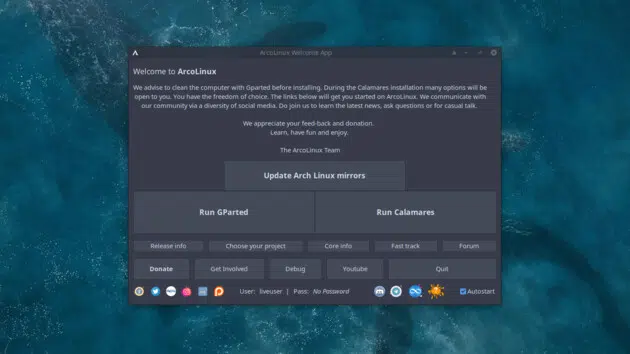 ArcoLinux Welcome App
Welcome to ArcoLinux
We advise to clean the computer with Gparted before installing. During the Calamares installation many options will be
open to you. You have the freedom of choice. The links below will get you started on ArcoLinux. We communicate with
our community via a diversity of social media. Do join us to learn the latest news, ask questions or for casual talk.
We appreciate your feed-back and donation.
Learn, have fun and enjoy.
The ArcoLinux Team
Update Arch Linux mirrors
Run GParted Run Calamares
Release info Choose your project Core info Fast track Forum
Donate Get Involved Debug Youtube Quit
User: liveuser | Pass: No Password Autostart